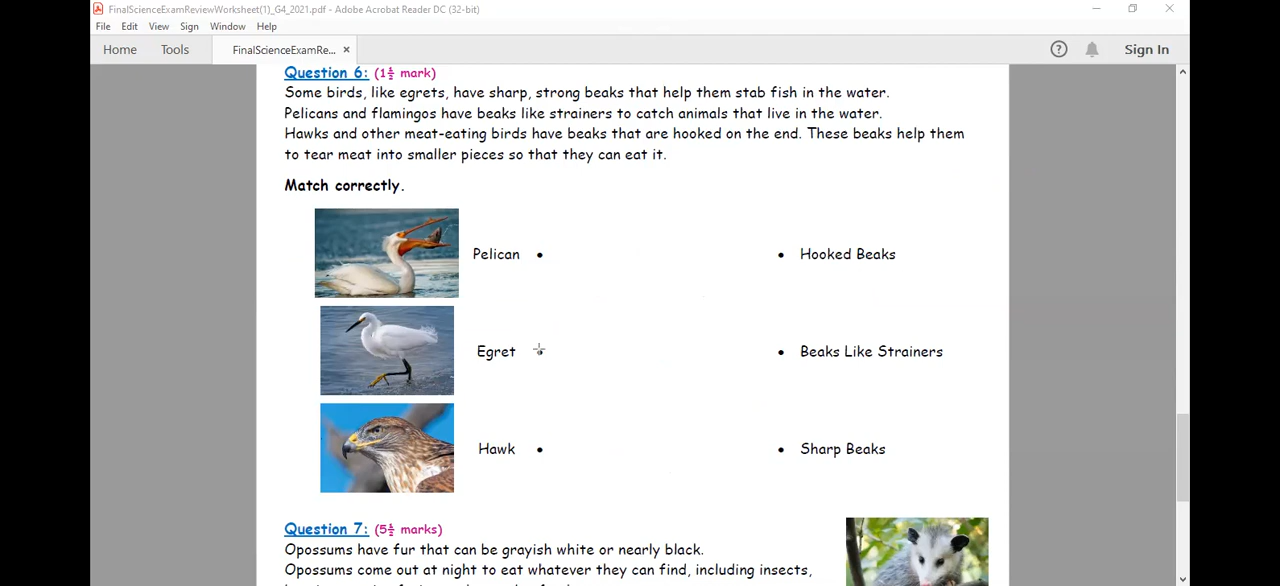 FinalScienceExamReviewWorksheet(1)_G4_2021.pdf - Adobe Acrobat Reader DC (32-bit)
File Edit View Sign Window Help
Home Tools FinalScienceExamRe... × Sign In
Question 6: (1½ mark)
Some birds, like egrets, have sharp, strong beaks that help them stab fish in the water.
Pelicans and flamingos have beaks like strainers to catch animals that live in the water.
Hawks and other meat-eating birds have beaks that are hooked on the end. These beaks help them
to tear meat into smaller pieces so that they can eat it.
Match correctly.
Pelican • • Hooked Beaks
Egret • • Beaks Like Strainers
Hawk • • Sharp Beaks
Question 7: (5½ marks)
Opossums have fur that can be grayish white or nearly black.
Opossums come out at night to eat whatever they can find, including insects,